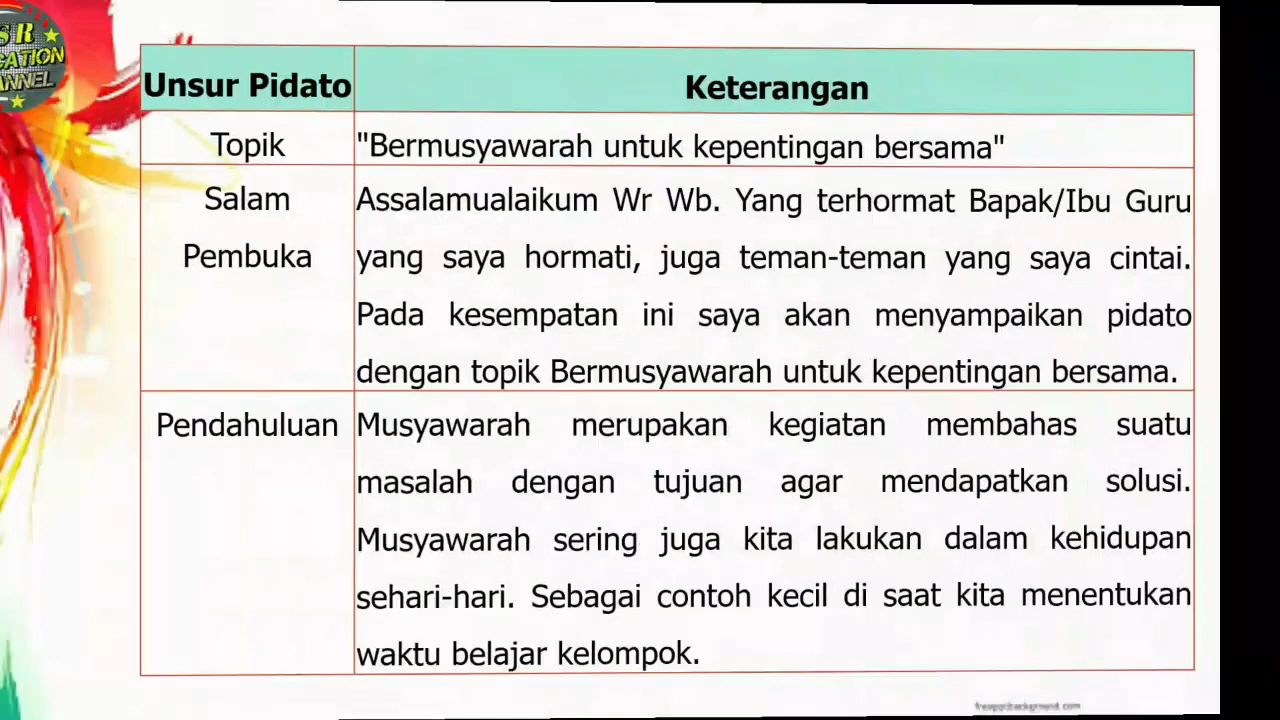 SR
CATION
ANNEL
Unsur Pidato
Keterangan
Topik
"Bermusyawarah untuk kepentingan bersama"
Salam
Pembuka
Assalamualaikum Wr Wb. Yang terhormat Bapak/Ibu Guru
yang saya hormati, juga teman-teman yang saya cintai.
Pada kesempatan ini saya akan menyampaikan pidato
dengan topik Bermusyawarah untuk kepentingan bersama.
Pendahuluan
Musyawarah merupakan kegiatan membahas suatu
masalah dengan tujuan agar mendapatkan solusi.
Musyawarah sering juga kita lakukan dalam kehidupan
sehari-hari. Sebagai contoh kecil di saat kita menentukan
waktu belajar kelompok.